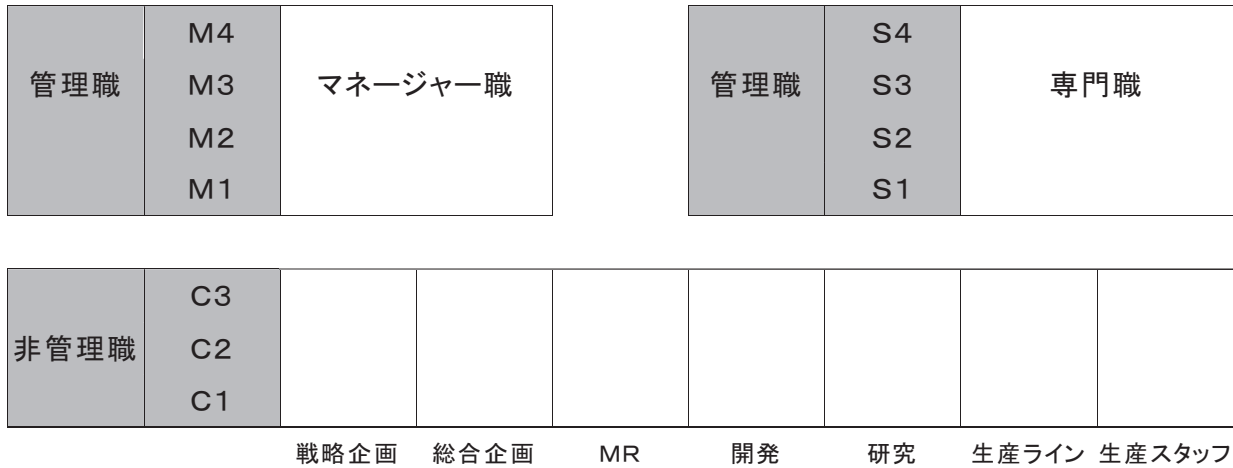 M4 S4
管理職 M3 マネージャー職 管理職 S3 専門職
M2 S2
M1 S1
C3
非管理職 C2
C1
戦略企画 総合企画 MR 開発 研究 生産ライン 生産スタッフ